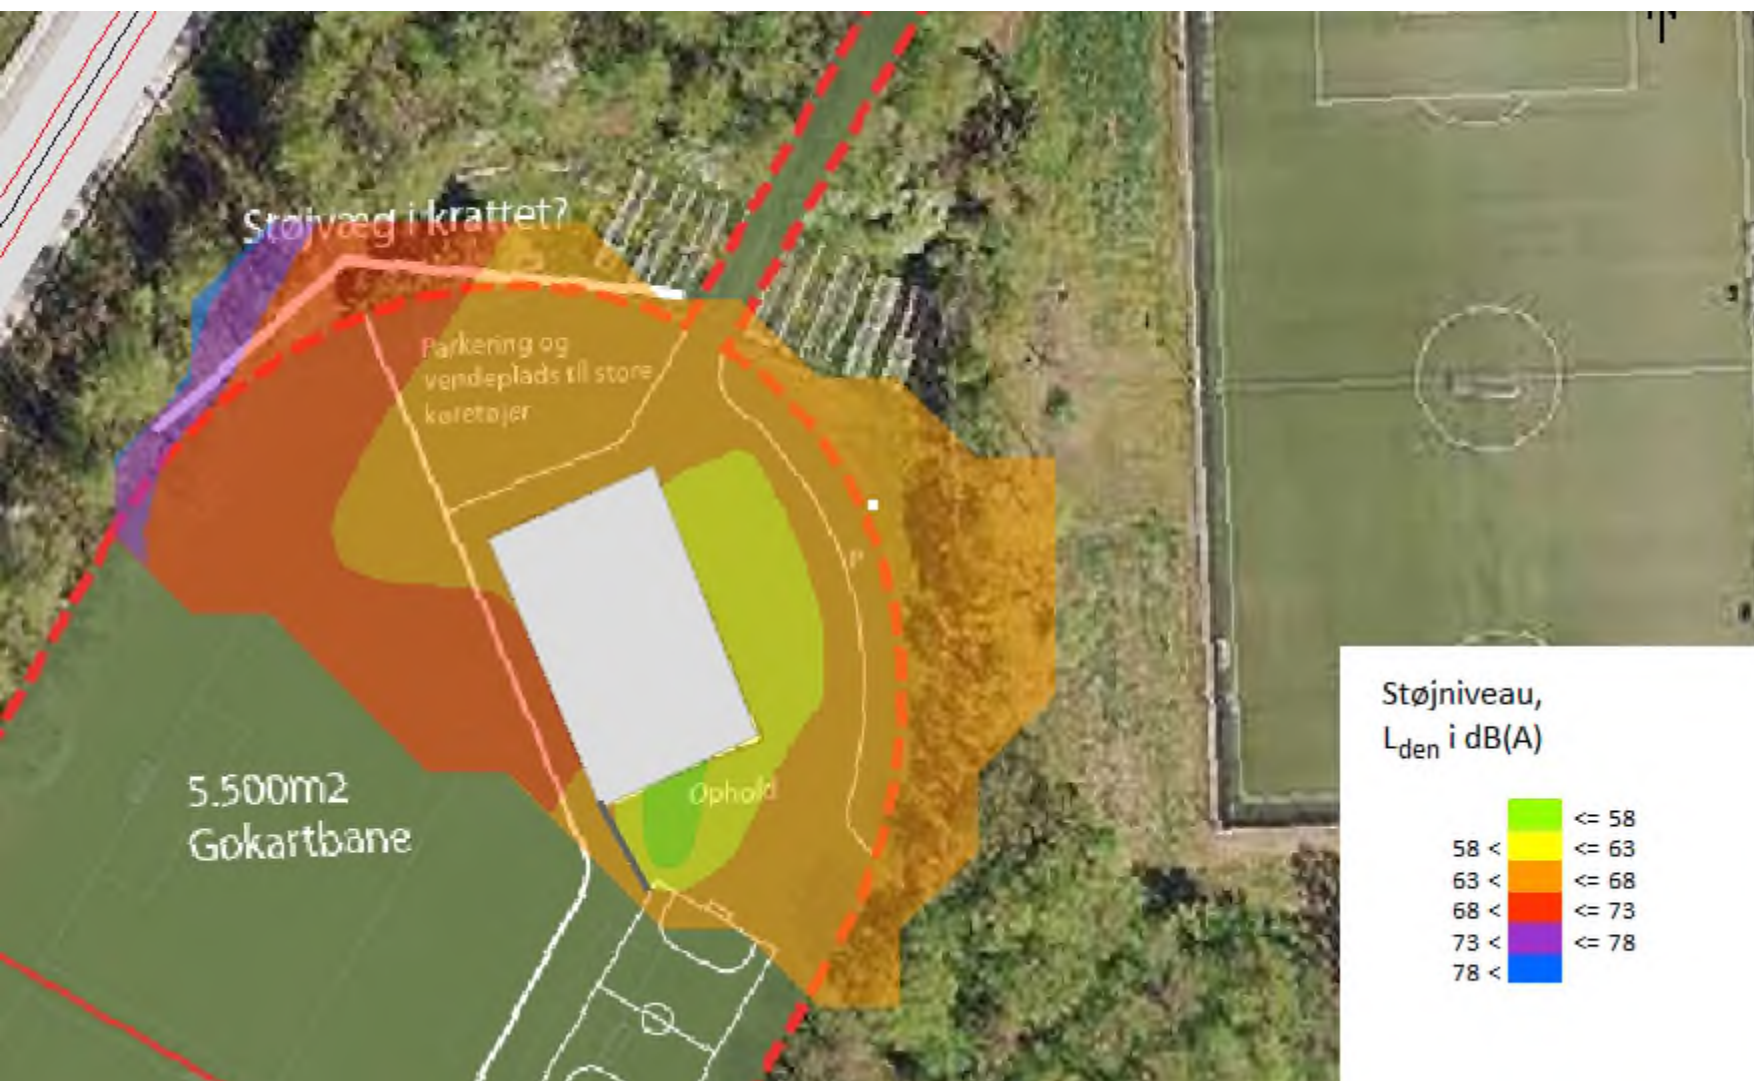 Støjvæg i krattet?
Parkering og
vendeplads til store
køretøjer
P
Ophold
5.500m2
Gokartbane
Støjniveau,
Lden i dB(A)
<= 58
58 < <= 63
63 < <= 68
68 < <= 73
73 < <= 78
78 <